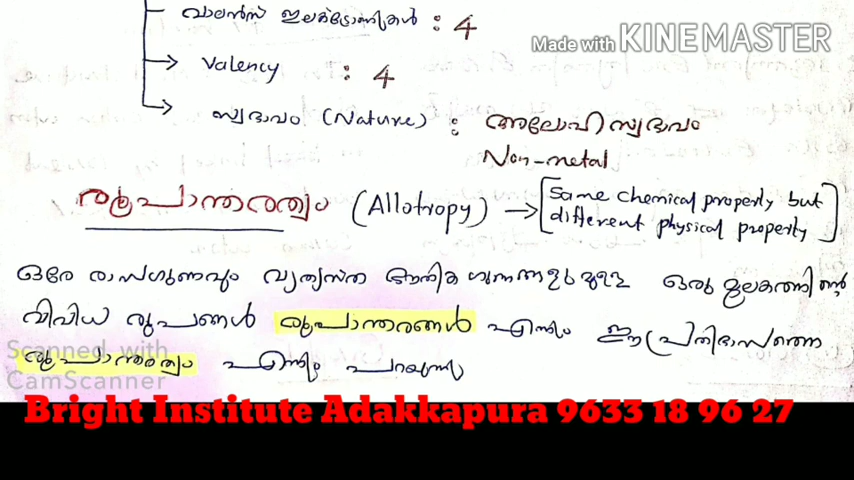 വാലൻസ് ഇലക്ട്രോണുകൾ : 4
Made with KINEMASTER
Valency : 4
സ്വഭാവം (Nature) : അലോഹസ്വഭാവം
Non-metal
രൂപാന്തരത്വം (Allotropy) → [Same chemical property but
different physical property]
ഒരേ രാസഗുണവും വ്യത്യസ്ത ഭൗതിക ഗുണങ്ങളുമുള്ള ഒരു മൂലകത്തിന്റെ
വിവിധ രൂപങ്ങൾ രൂപാന്തരങ്ങൾ എന്നും ഈ പ്രതിഭാസത്തെ
രൂപാന്തരത്വം എന്നും പറയുന്നു
Scanned with
CamScanner
Bright Institute Adakkapura 9633 18 96 27